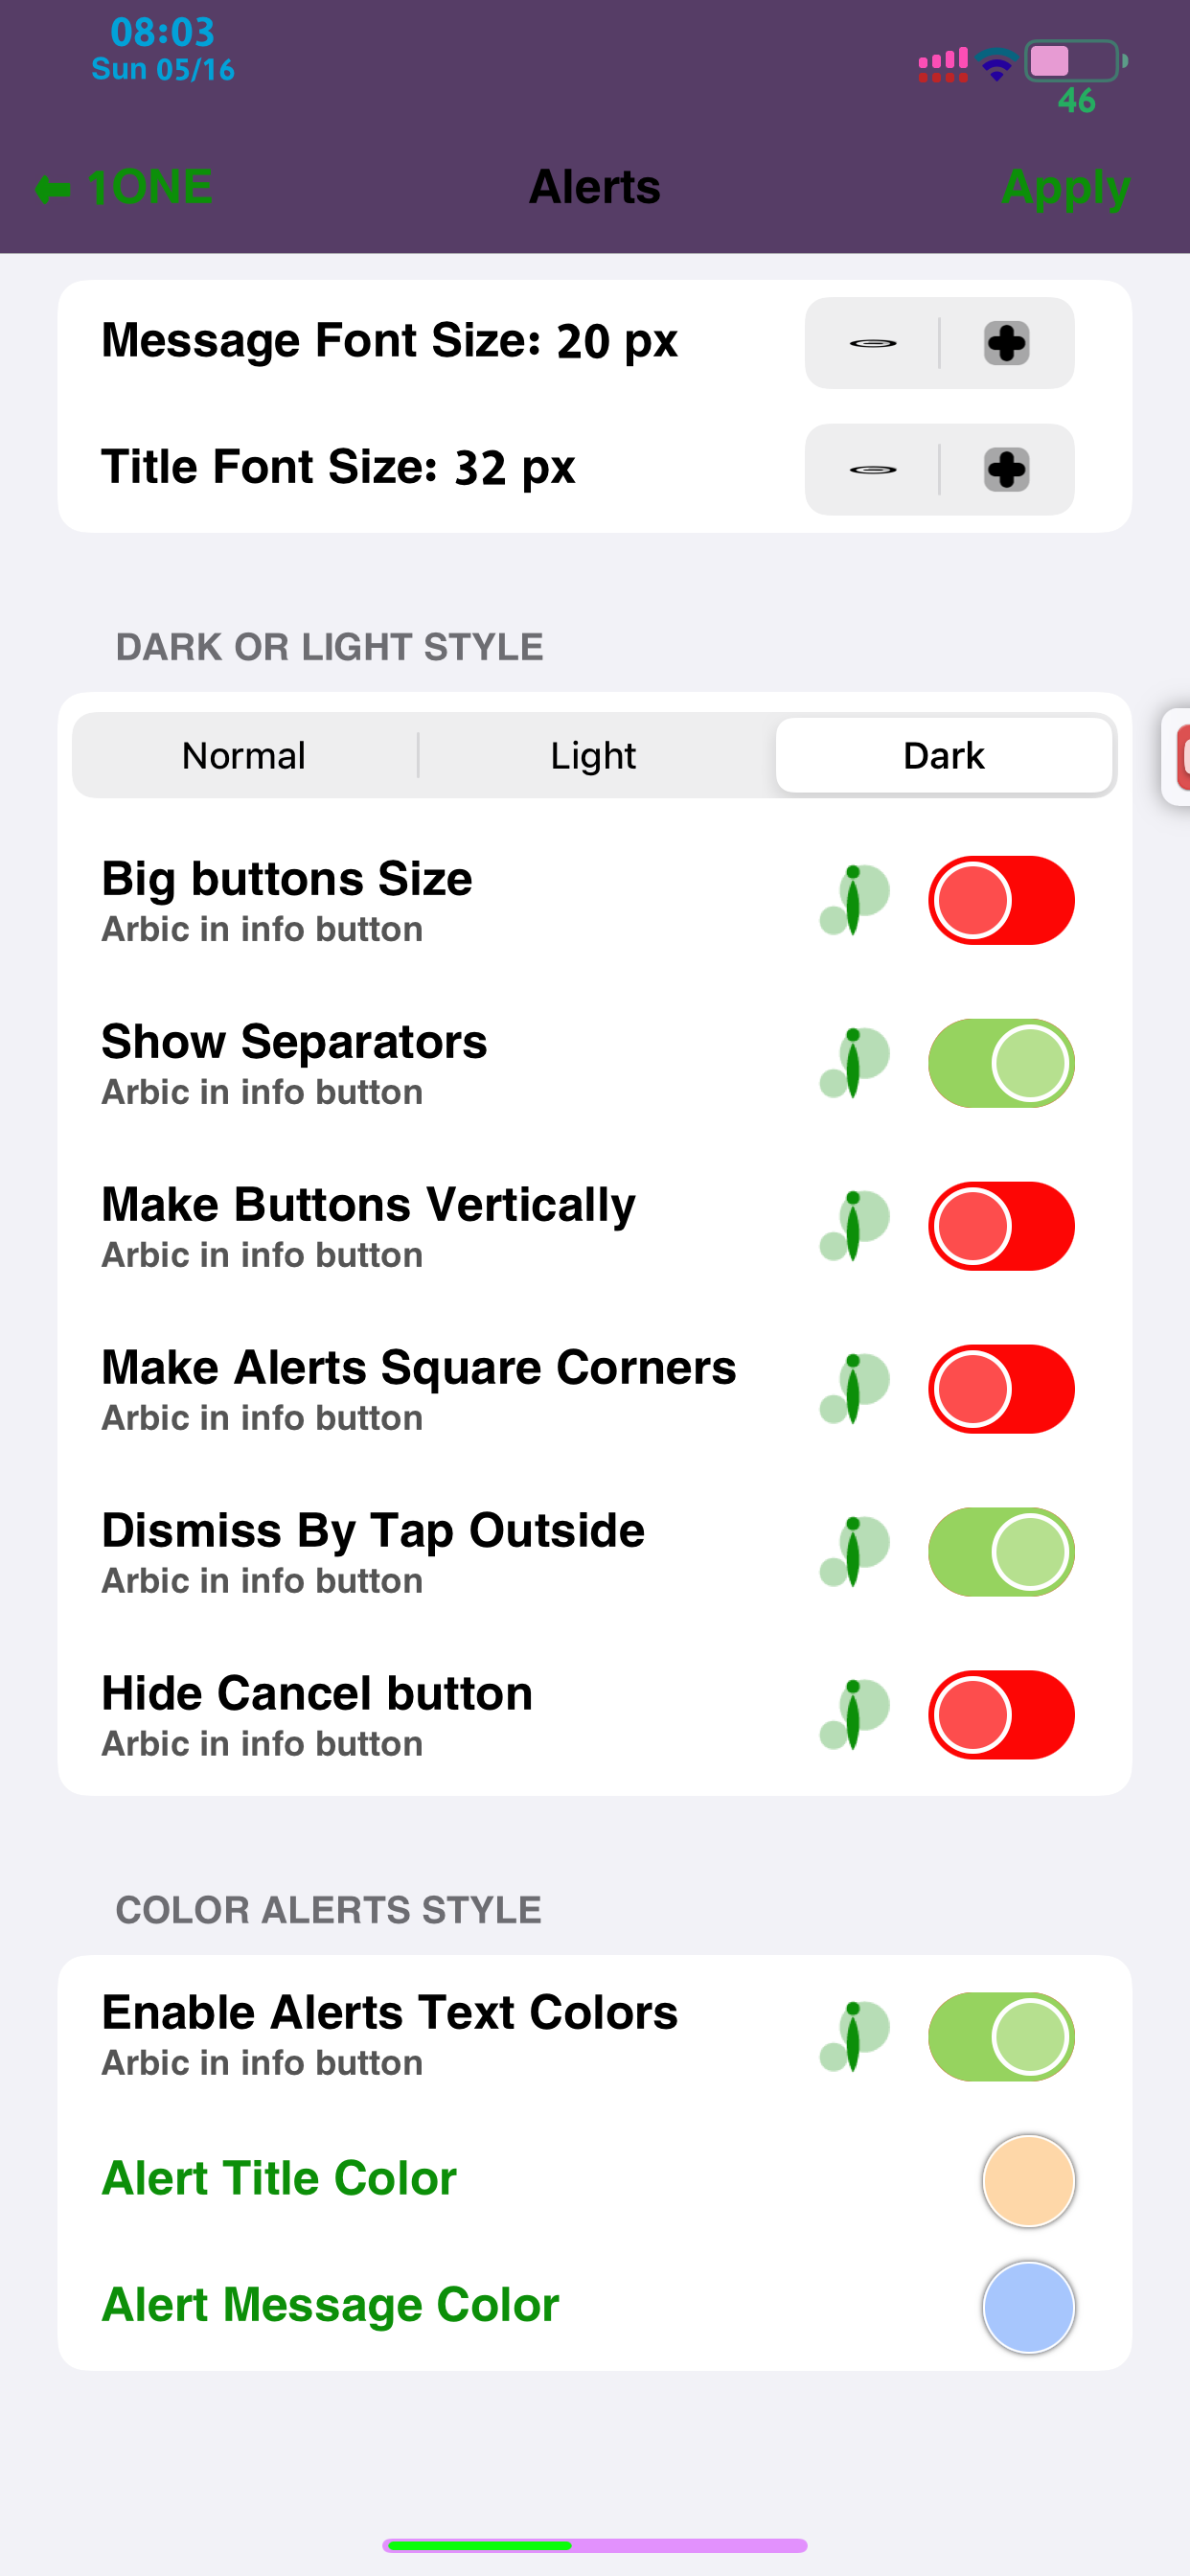 08:03
Sun 05/16
46
1ONE
Alerts
Apply
Message Font Size: 20 px
Title Font Size: 32 px
DARK OR LIGHT STYLE
Normal
Light
Dark
Big buttons Size
Arbic in info button
Show Separators
Arbic in info button
Make Buttons Vertically
Arbic in info button
Make Alerts Square Corners
Arbic in info button
Dismiss By Tap Outside
Arbic in info button
Hide Cancel button
Arbic in info button
COLOR ALERTS STYLE
Enable Alerts Text Colors
Arbic in info button
Alert Title Color
Alert Message Color